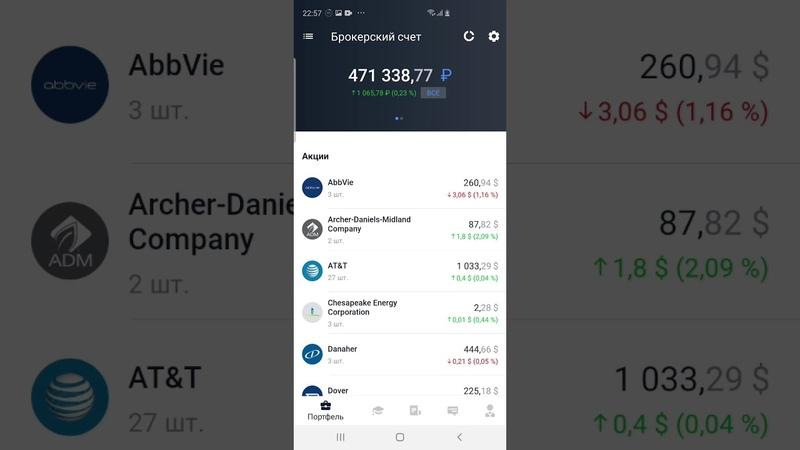 22:57
Брокерский счет
471 338,77 ₽
↑ 1 065,78 ₽ (0,23 %) ВСЕ
Акции
abbvie
AbbVie
260,94 $
3 шт.
↓ 3,06 $ (1,16 %)
ADM
Archer-Daniels-Midland
Company
87,82 $
2 шт.
↑ 1,8 $ (2,09 %)
AT&T
1 033,29 $
27 шт.
↑ 0,4 $ (0,04 %)
Chesapeake Energy
Corporation
2,28 $
3 шт.
↑ 0,01 $ (0,44 %)
Danaher
444,66 $
3 шт.
↓ 0,21 $ (0,05 %)
Dover
225,18 $
Портфель
abbvie
AbbVie
260,94 $
3 шт.
↓ 3,06 $ (1,16 %)
ADM
Archer-Danie
Company
87,82 $
2 шт.
↑ 1,8 $ (2,09 %)
AT&T
1 033,29 $
27 шт.
↑ 0,4 $ (0,04 %)